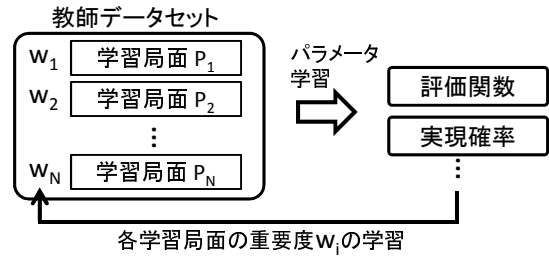 教師データセット
w1 学習局面 P1
w2 学習局面 P2
⋮
wN 学習局面 PN
パラメータ
学習
評価関数
実現確率
⋮
各学習局面の重要度wiの学習